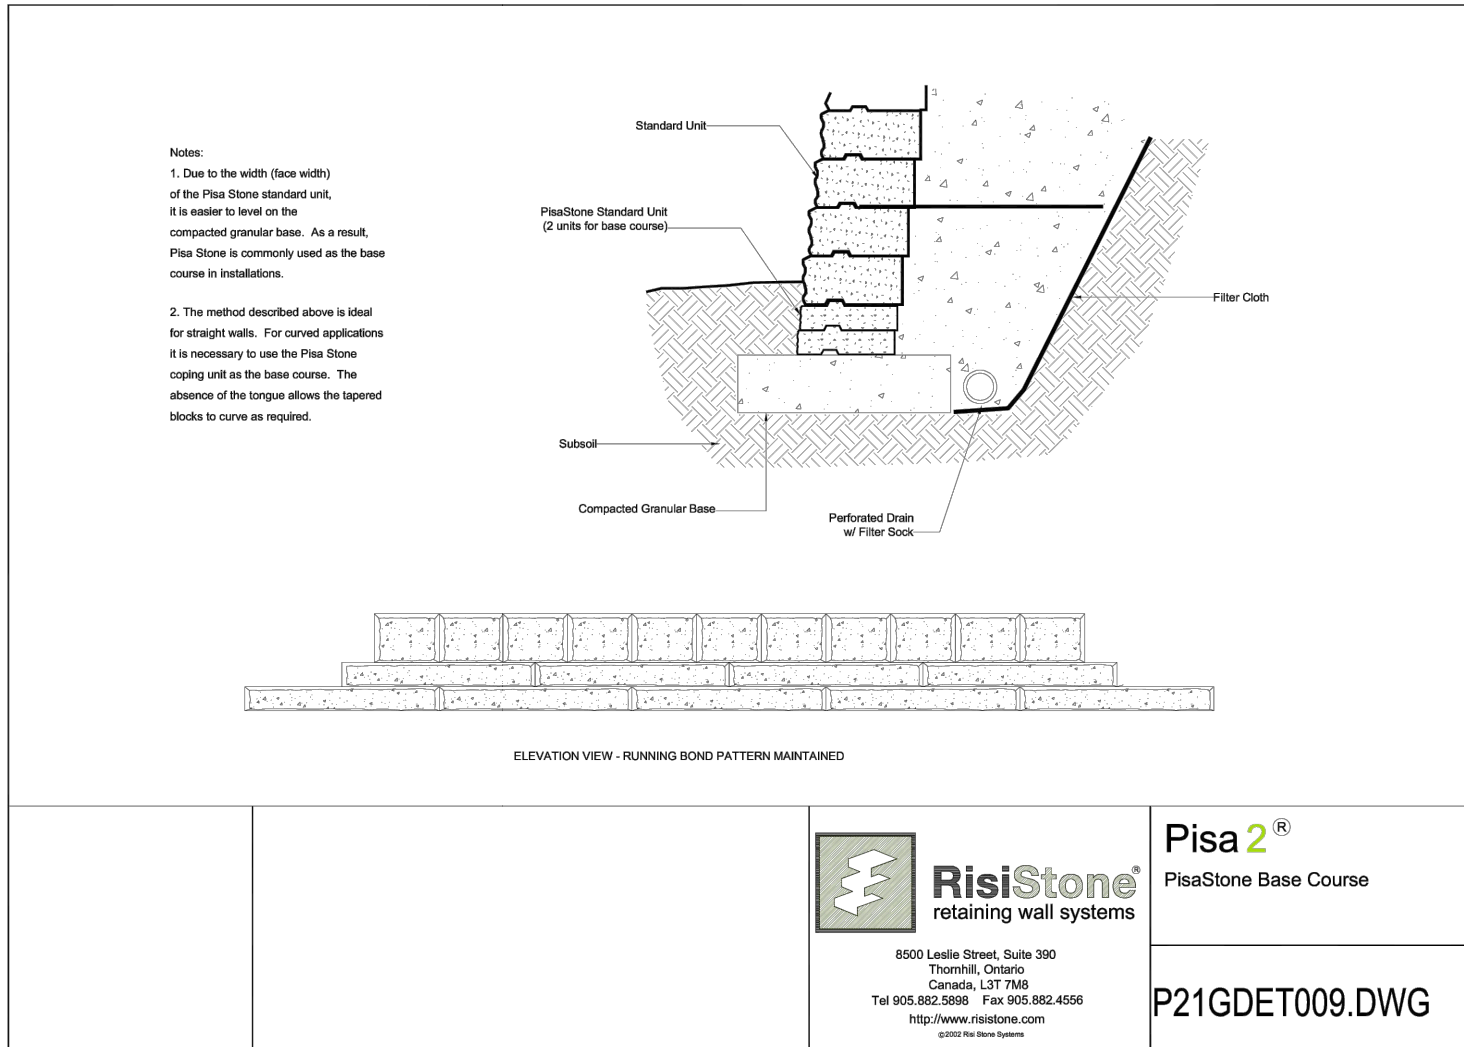 Notes:
1. Due to the width (face width)
of the Pisa Stone standard unit,
it is easier to level on the
compacted granular base.  As a result,
Pisa Stone is commonly used as the base
course in installations.
2. The method described above is ideal
for straight walls.  For curved applications
it is necessary to use the Pisa Stone
coping unit as the base course.  The
absence of the tongue allows the tapered
blocks to curve as required.
Standard Unit
PisaStone Standard Unit
(2 units for base course)
Filter Cloth
Subsoil
Compacted Granular Base
Perforated Drain
w/ Filter Sock
ELEVATION VIEW - RUNNING BOND PATTERN MAINTAINED
RisiStone®
retaining wall systems
8500 Leslie Street, Suite 390
Thornhill, Ontario
Canada, L3T 7M8
Tel 905.882.5898    Fax 905.882.4556
http://www.risistone.com
©2002 Risi Stone Systems
Pisa 2®
PisaStone Base Course
P21GDET009.DWG